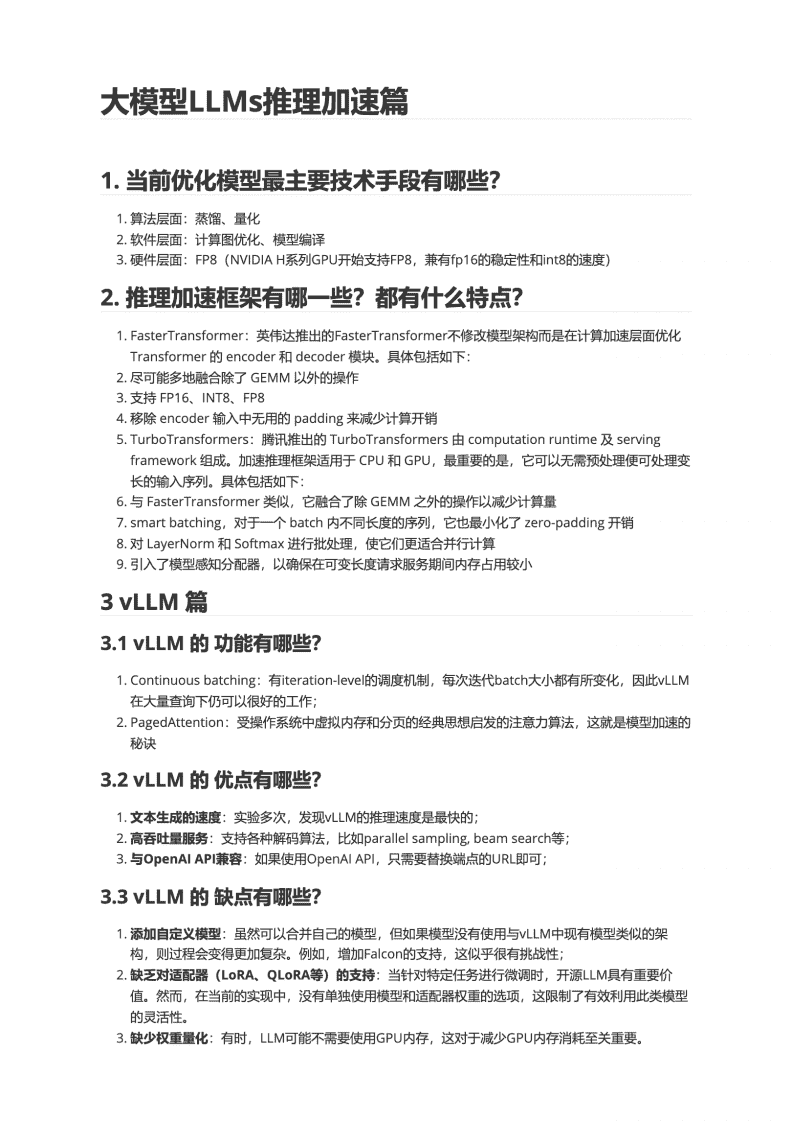 大模型LLMs推理加速篇
1. 当前优化模型最主要技术手段有哪些？
1. 算法层面：蒸馏、量化
2. 软件层面：计算图优化、模型编译
3. 硬件层面：FP8（NVIDIA H系列GPU开始支持FP8，兼有fp16的稳定性和int8的速度）
2. 推理加速框架有哪一些？都有什么特点？
1. FasterTransformer：英伟达推出的FasterTransformer不修改模型架构而是在计算加速层面优化
Transformer 的 encoder 和 decoder 模块。具体包括如下：
2. 尽可能多地融合除了 GEMM 以外的操作
3. 支持 FP16、INT8、FP8
4. 移除 encoder 输入中无用的 padding 来减少计算开销
5. TurboTransformers：腾讯推出的 TurboTransformers 由 computation runtime 及 serving
framework 组成。加速推理框架适用于 CPU 和 GPU，最重要的是，它可以无需预处理便可处理变
长的输入序列。具体包括如下：
6. 与 FasterTransformer 类似，它融合了除 GEMM 之外的操作以减少计算量
7. smart batching，对于一个 batch 内不同长度的序列，它也最小化了 zero-padding 开销
8. 对 LayerNorm 和 Softmax 进行批处理，使它们更适合并行计算
9. 引入了模型感知分配器，以确保在可变长度请求服务期间内存占用较小
3 vLLM 篇
3.1 vLLM 的 功能有哪些？
1. Continuous batching：有iteration-level的调度机制，每次迭代batch大小都有所变化，因此vLLM
在大量查询下仍可以很好的工作；
2. PagedAttention：受操作系统中虚拟内存和分页的经典思想启发的注意力算法，这就是模型加速的
秘诀
3.2 vLLM 的 优点有哪些？
1. 文本生成的速度：实验多次，发现vLLM的推理速度是最快的；
2. 高吞吐量服务：支持各种解码算法，比如parallel sampling, beam search等；
3. 与OpenAI API兼容：如果使用OpenAI API，只需要替换端点的URL即可；
3.3 vLLM 的 缺点有哪些？
1. 添加自定义模型：虽然可以合并自己的模型，但如果模型没有使用与vLLM中现有模型类似的架
构，则过程会变得更加复杂。例如，增加Falcon的支持，这似乎很有挑战性；
2. 缺乏对适配器（LoRA、QLoRA等）的支持：当针对特定任务进行微调时，开源LLM具有重要价
值。然而，在当前的实现中，没有单独使用模型和适配器权重的选项，这限制了有效利用此类模型
的灵活性。
3. 缺少权重量化：有时，LLM可能不需要使用GPU内存，这对于减少GPU内存消耗至关重要。